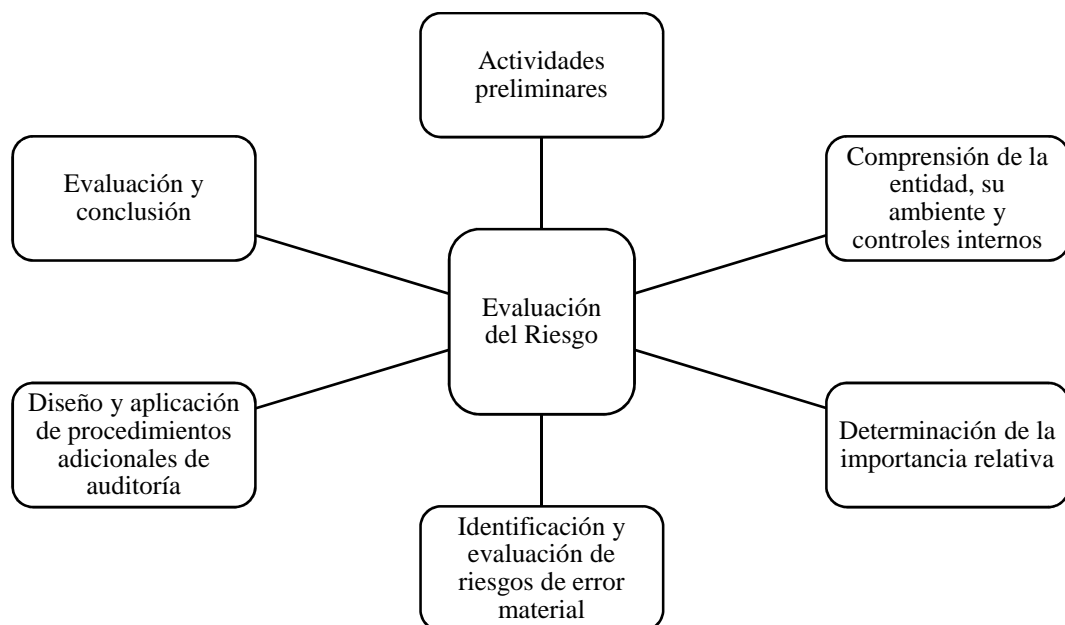 Actividades
preliminares
Comprensión de la
entidad, su
ambiente y
controles internos
Determinación de la
importancia relativa
Identificación y
evaluación de
riesgos de error
material
Diseño y aplicación
de procedimientos
adicionales de
auditoría
Evaluación y
conclusión
Evaluación
del Riesgo